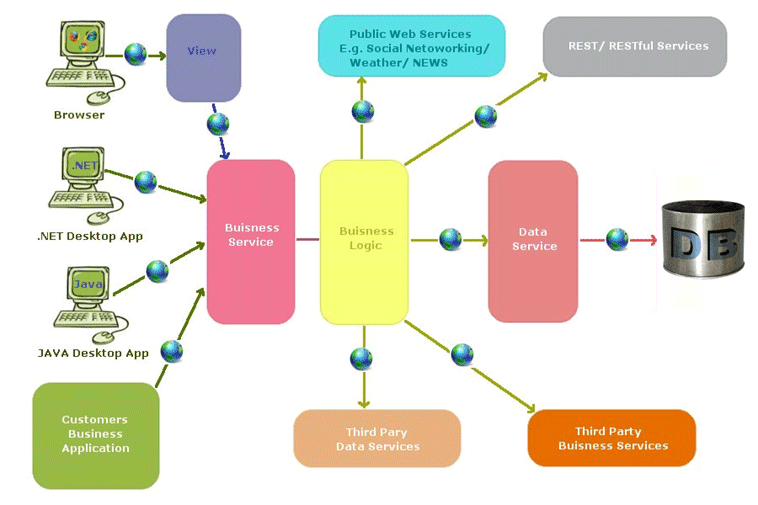 View
Public Web Services
E.g. Social Netoworking/
Weather/ NEWS
REST/ RESTful Services
Browser
.NET
.NET Desktop App
Buisness
Service
Buisness
Logic
Data
Service
DB
Java
JAVA Desktop App
Customers
Business
Application
Third Pary
Data Services
Third Party
Buisness Services